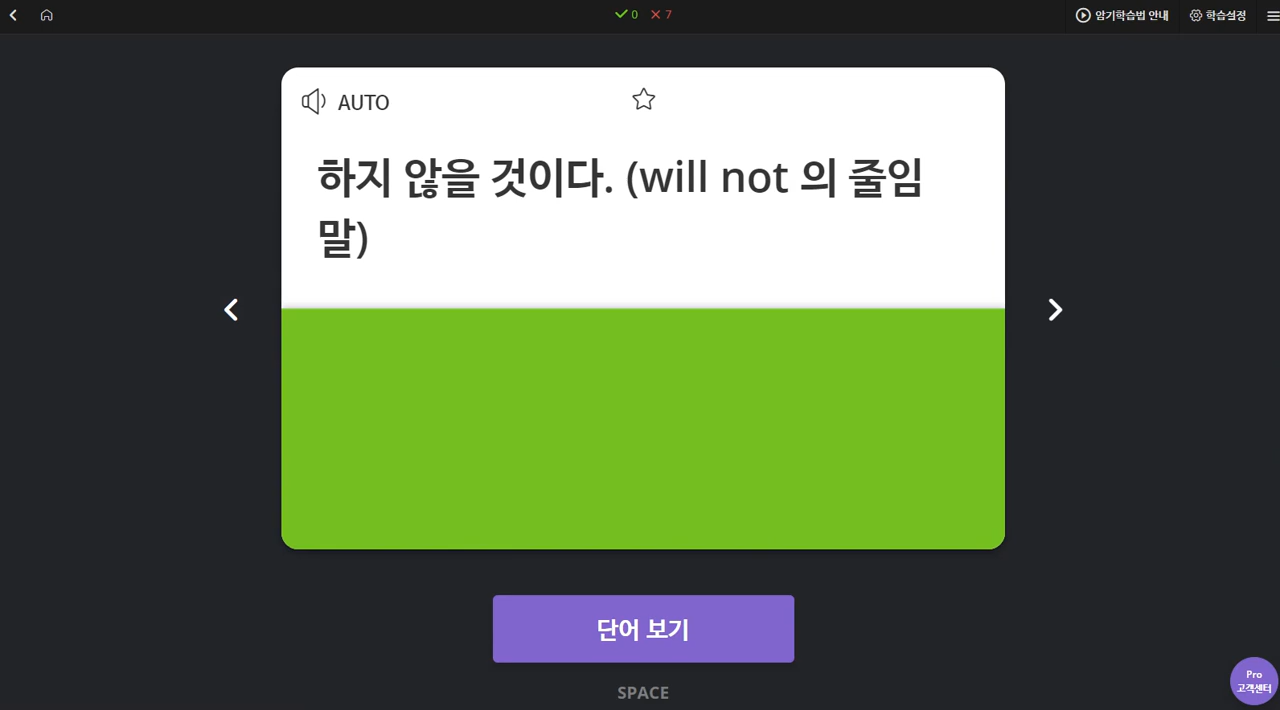 0 7
암기학습법 안내
학습설정
AUTO
하지 않을 것이다. (will not 의 줄임
말)
단어 보기
SPACE
Pro
고객센터